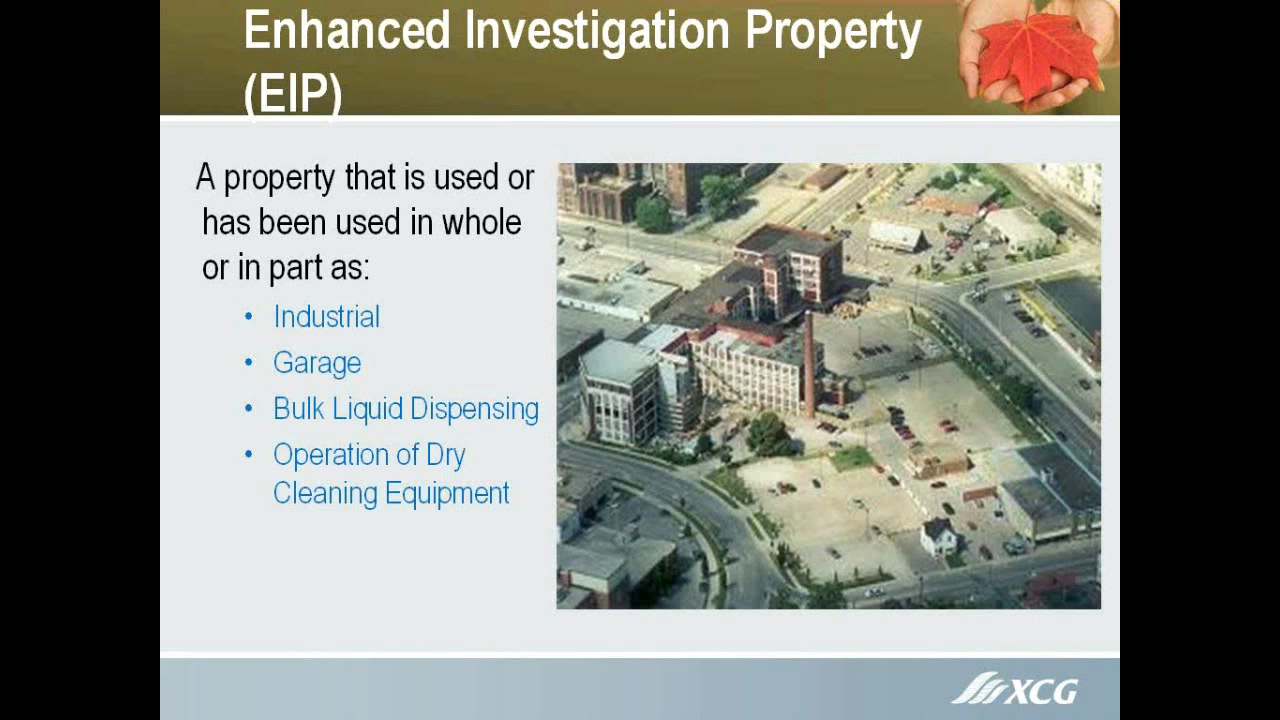 Enhanced Investigation Property
(EIP)
A property that is used or
has been used in whole
or in part as:
• Industrial
• Garage
• Bulk Liquid Dispensing
• Operation of Dry
Cleaning Equipment
XCG